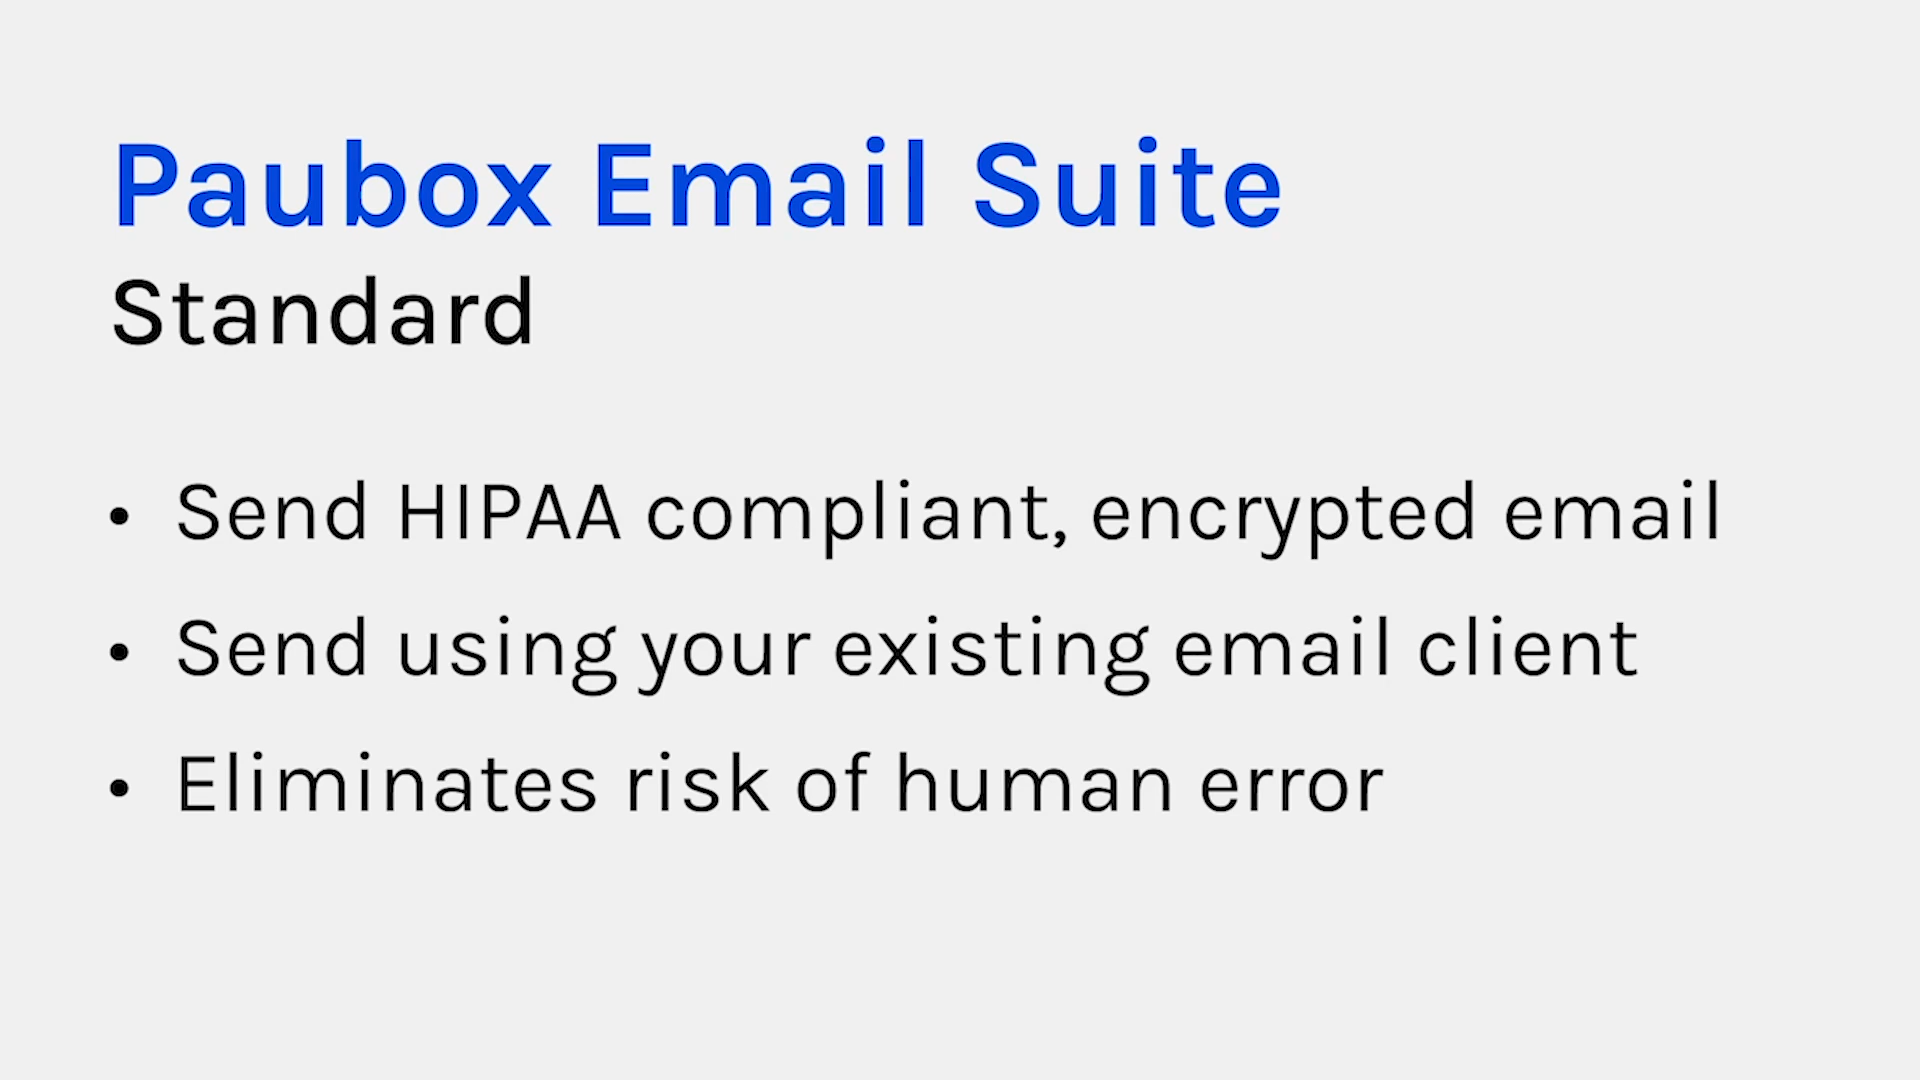 Paubox Email Suite
Standard
• Send HIPAA compliant, encrypted email
• Send using your existing email client
• Eliminates risk of human error